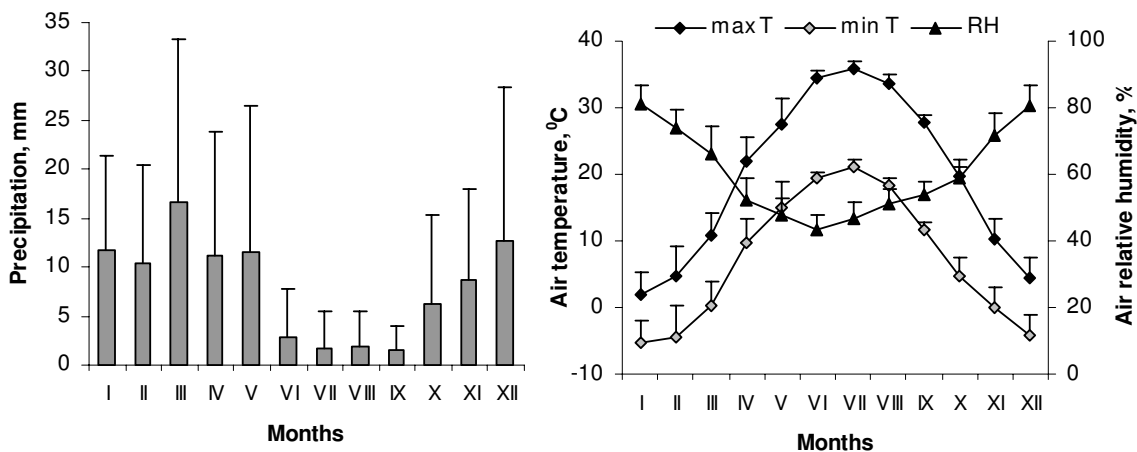 35
30
25
20
15
10
5
0
Precipitation, mm
I II III IV V VI VII VIII IX X XI XII
Months
max T min T RH
40
30
20
10
0
-10
Air temperature, ⁰C
100
80
60
40
20
0
Air relative humidity, %
I II III IV V VI VII VIII IX X XI XII
Months